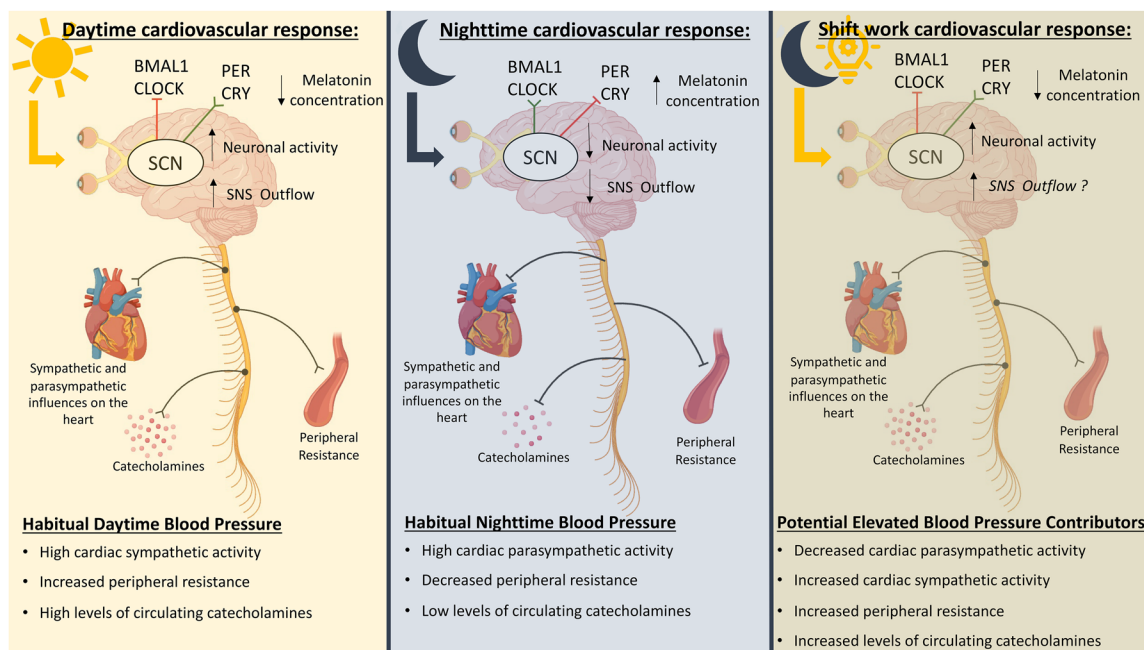 Daytime cardiovascular response:
BMAL1
CLOCK
PER
CRY
Melatonin
concentration
Neuronal activity
SCN
SNS Outflow
Sympathetic and
parasympathetic
influences on the
heart
Catecholamines
Peripheral
Resistance
Habitual Daytime Blood Pressure
• High cardiac sympathetic activity
• Increased peripheral resistance
• High levels of circulating catecholamines
Nighttime cardiovascular response:
BMAL1
CLOCK
PER
CRY
Melatonin
concentration
Neuronal activity
SCN
SNS Outflow
Sympathetic and
parasympathetic
influences on the
heart
Catecholamines
Peripheral
Resistance
Habitual Nighttime Blood Pressure
• High cardiac parasympathetic activity
• Decreased peripheral resistance
• Low levels of circulating catecholamines
Shift work cardiovascular response:
BMAL1
CLOCK
PER
CRY
Melatonin
concentration
Neuronal activity
SCN
SNS Outflow ?
Sympathetic and
parasympathetic
influences on the
heart
Catecholamines
Peripheral
Resistance
Potential Elevated Blood Pressure Contributors
• Decreased cardiac parasympathetic activity
• Increased cardiac sympathetic activity
• Increased peripheral resistance
• Increased levels of circulating catecholamines